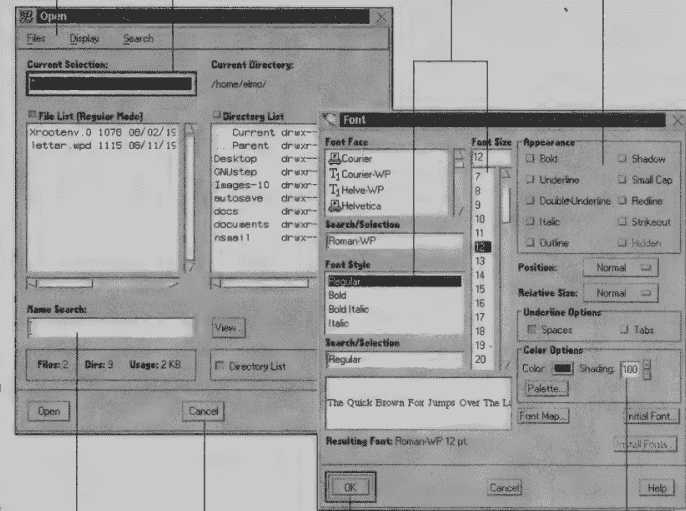 Open
Files Display Search
Current Selection:
Current Directory:
/home/elmo/
File List (Regular Mode)
Xrootenv.0 1076 08/02/19
letter.wpd 1115 08/11/19
Directory List
. Current drwx--
.. Parent drwx--
Desktop drwx--
GNUstep drwx--
Images-10 drwx--
autosave drwx--
docs drwx--
documents drwx--
nsmail drwx--
Name Search:
View...
Files: 2 Dirs: 9 Usage: 2 KB
Directory List
Open
Cancel
Font
Font Face
Courier
Courier-WP
Helve-WP
Helvetica
Search/Selection
Roman-WP
Font Style
Regular
Bold
Bold Italic
Italic
Search/Selection
Regular
Font Size
12
7
8
9
10
11
12
13
14
15
16
17
18
19
20
Appearance
Bold
Shadow
Underline
Small Cap
Double-Underline
Redline
Italic
Strikeout
Outline
Hidden
Position: Normal
Relative Size: Normal
Underline Options
Spaces
Tabs
Color Options
Color: Shading: 100
Palette...
The Quick Brown Fox Jumps Over The La
Font Map...
Initial Font...
Resulting Font: Roman-WP 12 pt.
Install Fonts...
OK
Cancel
Help